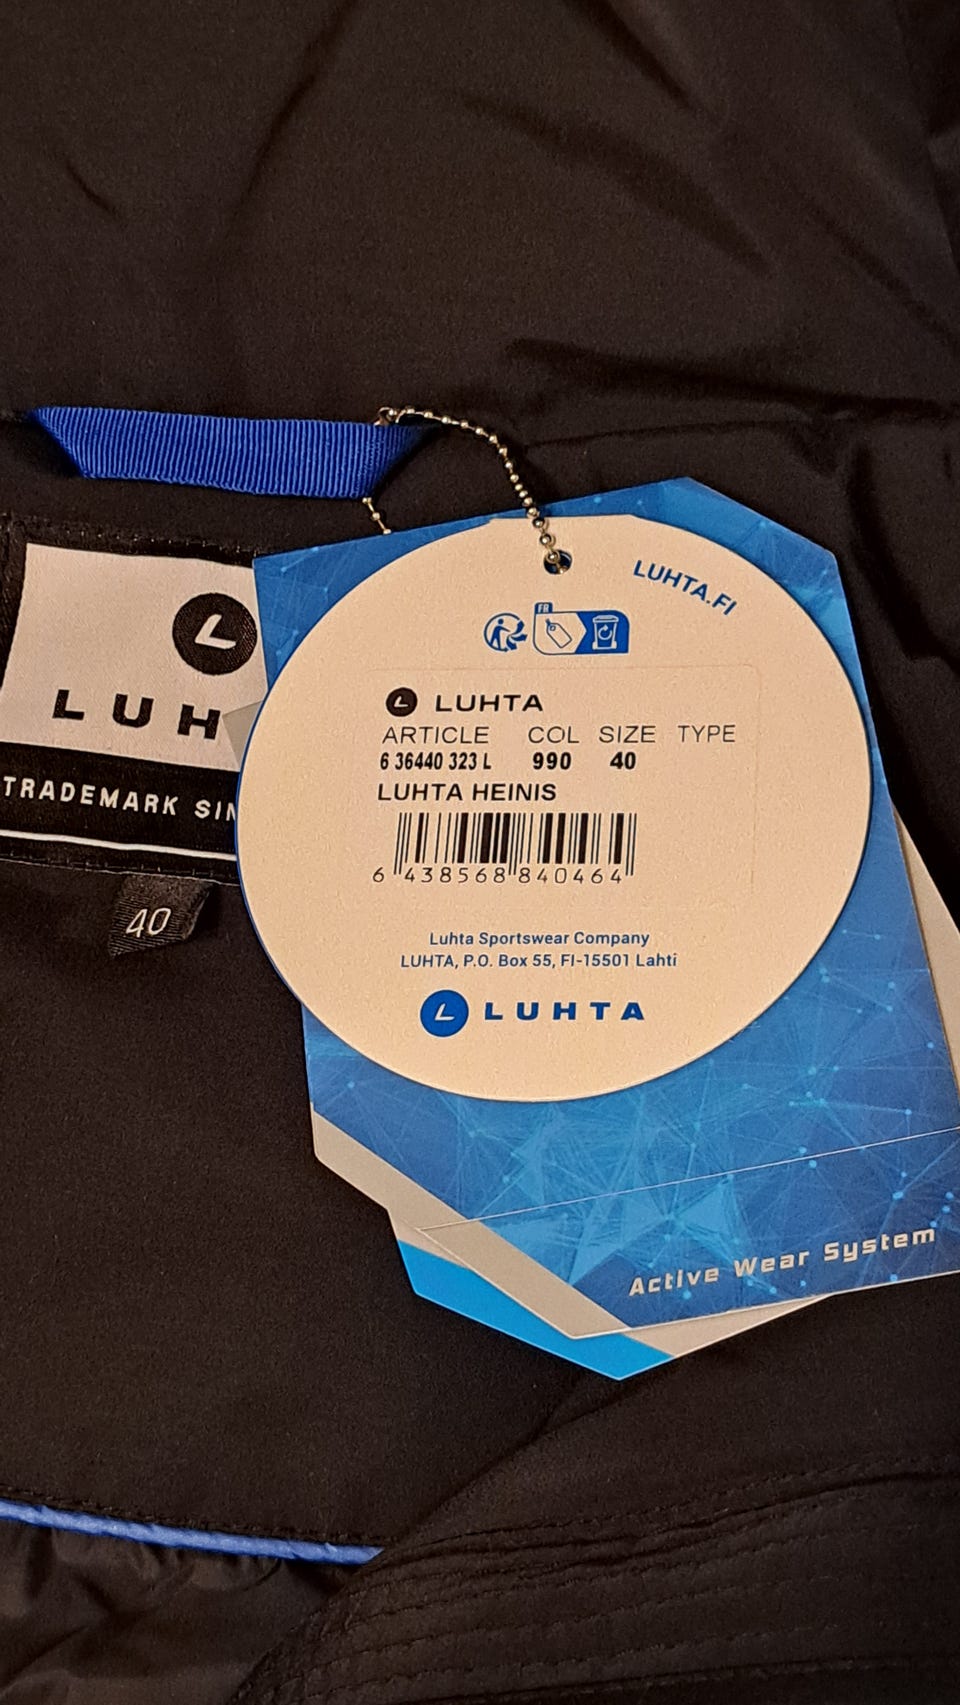 LUHTA.FI
FR
LUHTA
ARTICLE COL SIZE TYPE
6 36440 323 L 990 40
LUHTA HEINIS
6 438568 840464
Luhta Sportswear Company
LUHTA, P.O. Box 55, FI-15501 Lahti
LUHTA
Active Wear System
LUH
TRADEMARK SIN
40